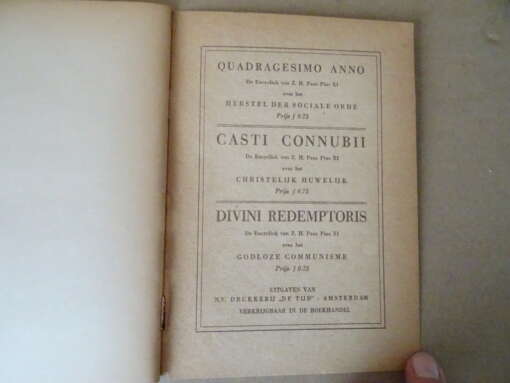 QUADRAGESIMO ANNO
De Encycliek van Z. H. Paus Pius XI
over het
HERSTEL DER SOCIALE ORDE
Prijs f 0.75
CASTI CONNUBII
De Encycliek van Z. H. Paus Pius XI
over het
CHRISTELIJK HUWELIJK
Prijs f 0.75
DIVINI REDEMPTORIS
De Encycliek van Z. H. Paus Pius XI
over het
GODLOZE COMMUNISME
Prijs f 0.75
UITGAVEN VAN
N.V. DRUKKERIJ „DE TIJD" - AMSTERDAM
VERKRIJGBAAR IN DE BOEKHANDEL